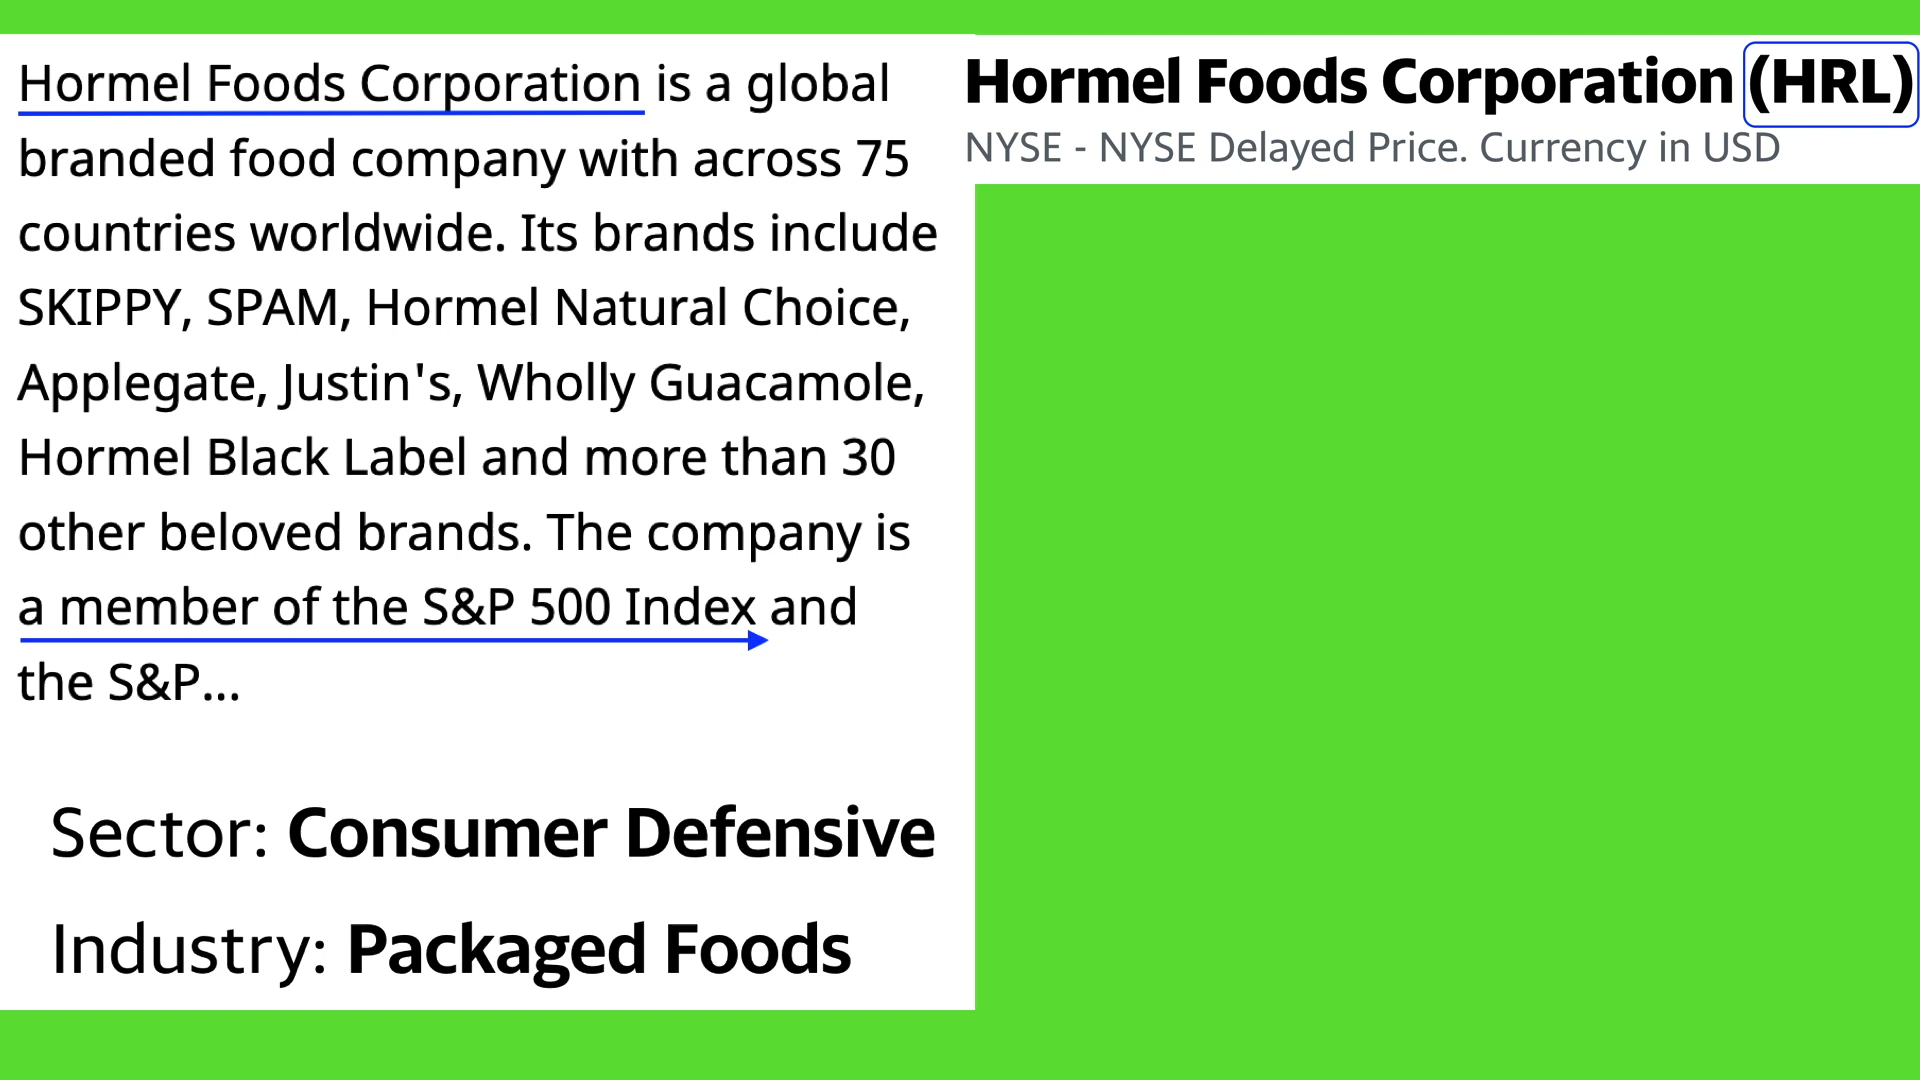 Hormel Foods Corporation is a global
branded food company with across 75
countries worldwide. Its brands include
SKIPPY, SPAM, Hormel Natural Choice,
Applegate, Justin's, Wholly Guacamole,
Hormel Black Label and more than 30
other beloved brands. The company is
a member of the S&P 500 Index and
the S&P...
Sector: Consumer Defensive
Industry: Packaged Foods
Hormel Foods Corporation (HRL)
NYSE - NYSE Delayed Price. Currency in USD